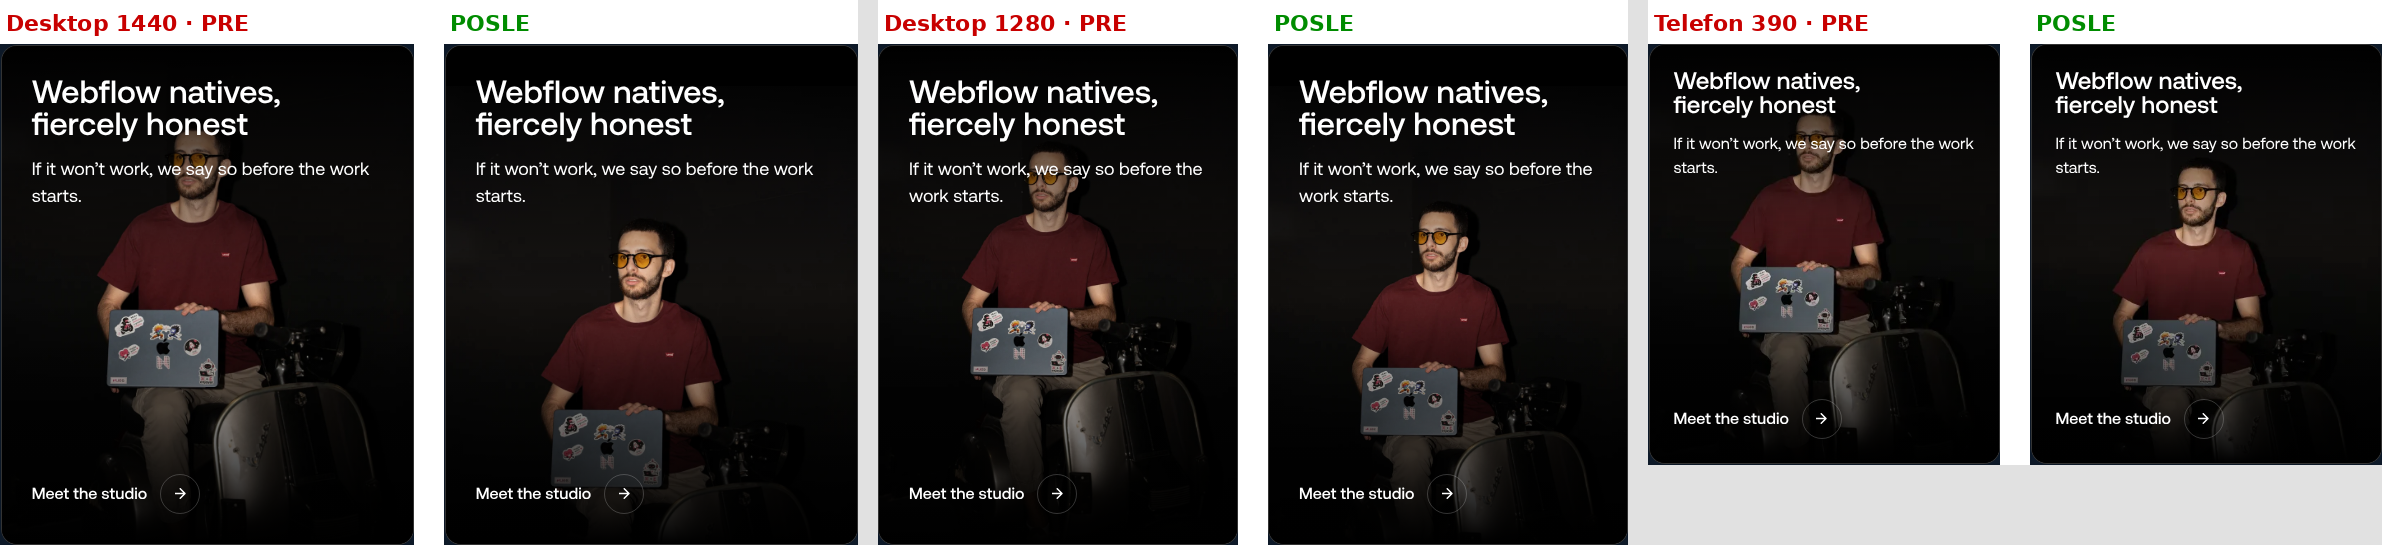 Desktop 1440 · PRE
Webflow natives,
fiercely honest
If it won’t work, we say so before the work
starts.
Meet the studio
POSLE
Webflow natives,
fiercely honest
If it won’t work, we say so before the work
starts.
Meet the studio
Desktop 1280 · PRE
Webflow natives,
fiercely honest
If it won’t work, we say so before the
work starts.
Meet the studio
POSLE
Webflow natives,
fiercely honest
If it won’t work, we say so before the
work starts.
Meet the studio
Telefon 390 · PRE
Webflow natives,
fiercely honest
If it won’t work, we say so before the work
starts.
Meet the studio
POSLE
Webflow natives,
fiercely honest
If it won’t work, we say so before the work
starts.
Meet the studio